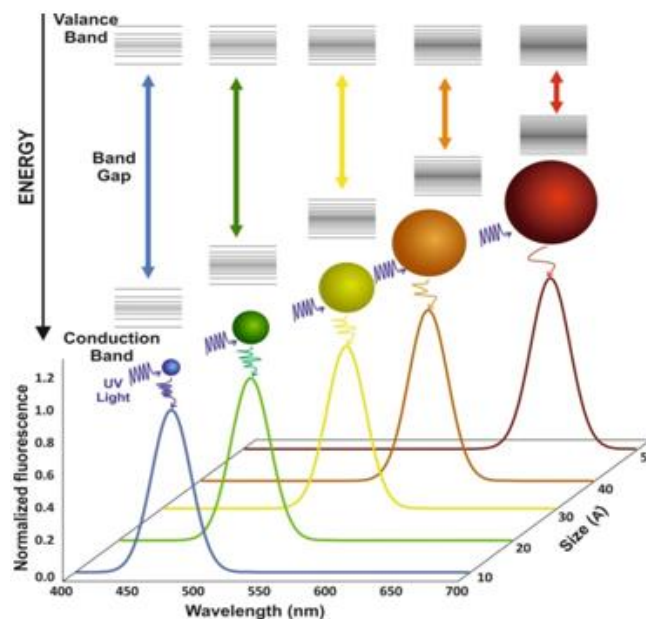 Valance
Band
ENERGY
Band
Gap
Conduction
Band
UV
Light
Normalized fluorescence
1.2
1.0
0.8
0.6
0.4
0.2
0.0
400
450
500
550
600
650
700
Wavelength (nm)
10
20
30
40
5
Size (A)